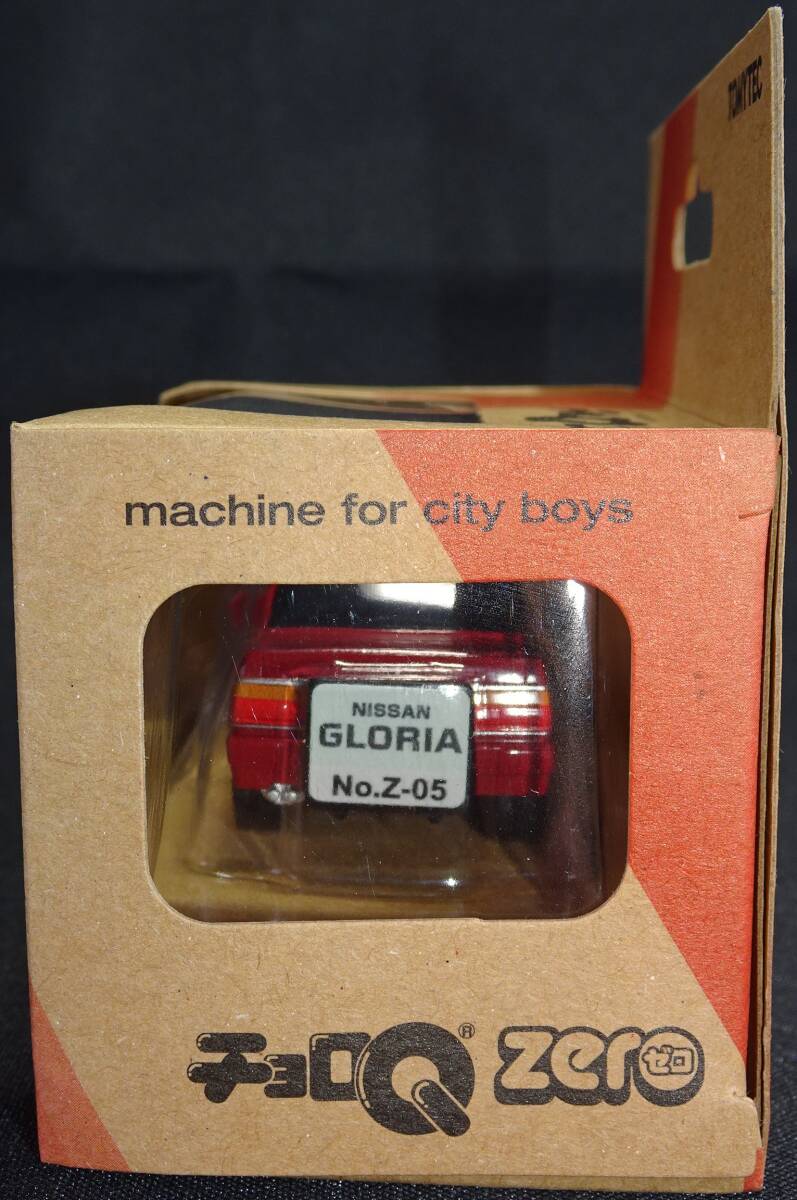 TOMYTEC
machine for city boys
NISSAN
GLORIA
No.Z-05
チョロQ® zero ゼロ